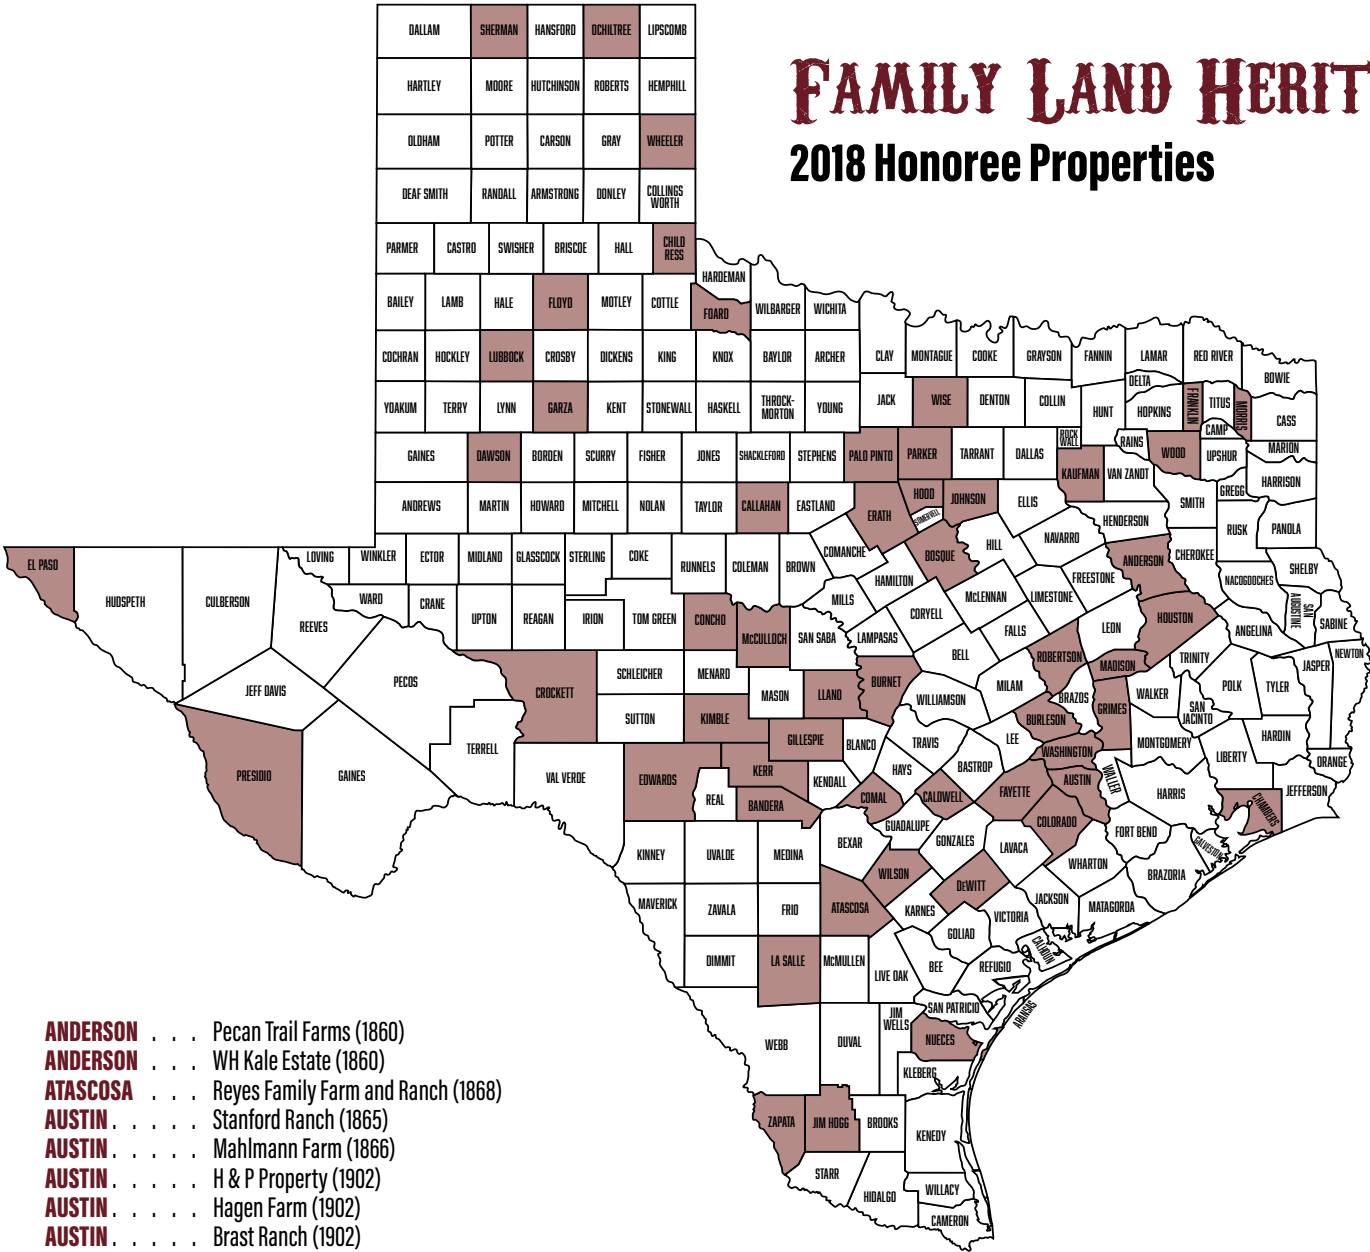 FAMILY LAND HERIT
2018 Honoree Properties
DALLAM SHERMAN HANSFORD OCHILTREE LIPSCOMB
HARTLEY MOORE HUTCHINSON ROBERTS HEMPHILL
OLDHAM POTTER CARSON GRAY WHEELER
DEAF SMITH RANDALL ARMSTRONG DONLEY COLLINGS
WORTH
PARMER CASTRO SWISHER BRISCOE HALL CHILD
RESS
HARDEMAN
BAILEY LAMB HALE FLOYD MOTLEY COTTLE FOARD WILBARGER WICHITA
COCHRAN HOCKLEY LUBBOCK CROSBY DICKENS KING KNOX BAYLOR ARCHER CLAY MONTAGUE COOKE GRAYSON FANNIN LAMAR RED RIVER
DELTA BOWIE
YOAKUM TERRY LYNN GARZA KENT STONEWALL HASKELL THROCK-
MORTON YOUNG JACK WISE DENTON COLLIN HUNT HOPKINS FRANKLIN TITUS MORRIS CASS
CAMP
ROCK
WALL RAINS MARION
GAINES DAWSON BORDEN SCURRY FISHER JONES SHACKLEFORD STEPHENS PALO PINTO PARKER TARRANT DALLAS KAUFMAN VAN ZANDT WOOD UPSHUR
GREGG HARRISON
ANDREWS MARTIN HOWARD MITCHELL NOLAN TAYLOR CALLAHAN EASTLAND ERATH HOOD JOHNSON ELLIS SMITH
SOMERVELL HENDERSON RUSK PANOLA
EL PASO HUDSPETH CULBERSON LOVING WINKLER ECTOR MIDLAND GLASSCOCK STERLING COKE RUNNELS COLEMAN BROWN COMANCHE BOSQUE HILL NAVARRO ANDERSON CHEROKEE
SHELBY
REEVES WARD CRANE UPTON REAGAN IRION TOM GREEN CONCHO McCULLOCH SAN SABA MILLS HAMILTON CORYELL McLENNAN LIMESTONE FREESTONE NACOGDOCHES
SAN
AUGUSTINE SABINE
LAMPASAS BELL FALLS LEON HOUSTON ANGELINA
NEWTON
JEFF DAVIS PECOS CROCKETT SCHLEICHER MENARD MASON LLANO BURNET WILLIAMSON MILAM ROBERTSON MADISON TRINITY POLK TYLER JASPER
SUTTON KIMBLE BRAZOS GRIMES WALKER SAN
JACINTO
TERRELL GILLESPIE BLANCO TRAVIS LEE BURLESON WASHINGTON MONTGOMERY LIBERTY HARDIN ORANGE
PRESIDIO GAINES VAL VERDE EDWARDS KERR KENDALL HAYS BASTROP AUSTIN WALLER
REAL BANDERA COMAL CALDWELL FAYETTE HARRIS CHAMBERS JEFFERSON
GUADALUPE COLORADO FORT BEND
KINNEY UVALDE MEDINA BEXAR GONZALES LAVACA GALVESTON
WILSON DEWITT WHARTON BRAZORIA
MAVERICK ZAVALA FRIO ATASCOSA KARNES VICTORIA JACKSON MATAGORDA
GOLIAD CALHOUN
DIMMIT LA SALLE McMULLEN LIVE OAK BEE REFUGIO
SAN PATRICIO ARANSAS
WEBB DUVAL JIM
WELLS NUECES
KLEBERG
ZAPATA JIM HOGG BROOKS KENEDY
STARR HIDALGO WILLACY
CAMERON
ANDERSON . . . Pecan Trail Farms (1860)
ANDERSON . . . WH Kale Estate (1860)
ATASCOSA . . . Reyes Family Farm and Ranch (1868)
AUSTIN . . . . . Stanford Ranch (1865)
AUSTIN . . . . . Mahlmann Farm (1866)
AUSTIN . . . . . H & P Property (1902)
AUSTIN . . . . . Hagen Farm (1902)
AUSTIN . . . . . Brast Ranch (1902)